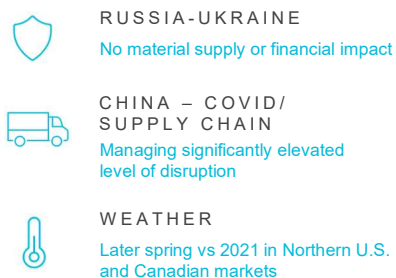 RUSSIA-UKRAINE
No material supply or financial impact
CHINA – COVID/
SUPPLY CHAIN
Managing significantly elevated
level of disruption
WEATHER
Later spring vs 2021 in Northern U.S.
and Canadian markets